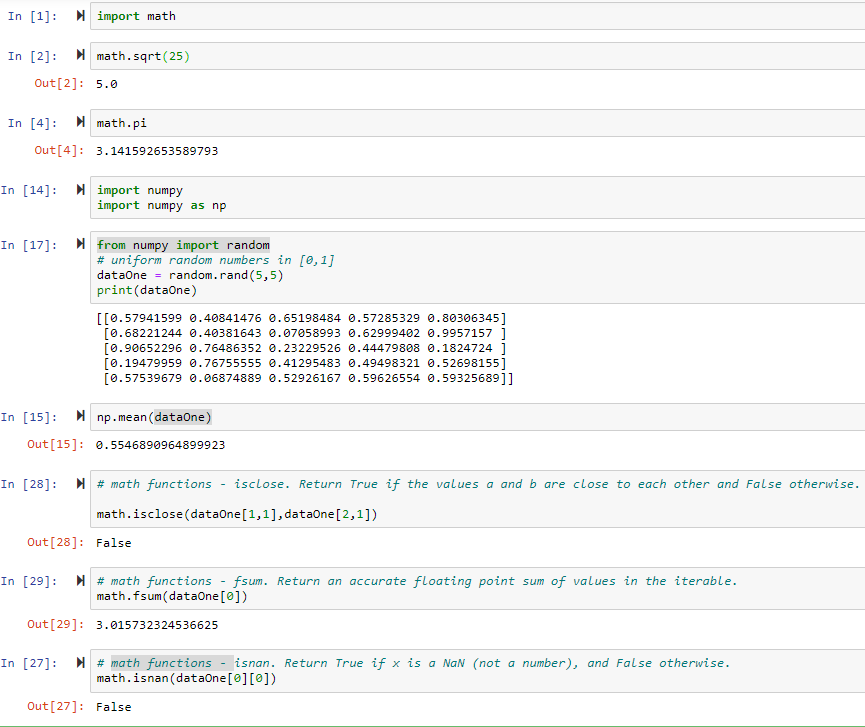 In [1]: import math
In [2]: math.sqrt(25)
Out[2]: 5.0
In [4]: math.pi
Out[4]: 3.141592653589793
In [14]: import numpy
import numpy as np
In [17]: from numpy import random
# uniform random numbers in [0,1]
dataOne = random.rand(5,5)
print(dataOne)
[[0.57941599 0.40841476 0.65198484 0.57285329 0.80306345]
[0.68221244 0.40381643 0.07058993 0.62999402 0.9957157 ]
[0.90652296 0.76486352 0.23229526 0.44479808 0.1824724 ]
[0.19479959 0.76755555 0.41295483 0.49498321 0.52698155]
[0.57539679 0.06874889 0.52926167 0.59626554 0.59325689]]
In [15]: np.mean(dataOne)
Out[15]: 0.5546890964899923
In [28]: # math functions - isclose. Return True if the values a and b are close to each other and False otherwise.
math.isclose(dataOne[1,1],dataOne[2,1])
Out[28]: False
In [29]: # math functions - fsum. Return an accurate floating point sum of values in the iterable.
math.fsum(dataOne[0])
Out[29]: 3.015732324536625
In [27]: # math functions - isnan. Return True if x is a NaN (not a number), and False otherwise.
math.isnan(dataOne[0][0])
Out[27]: False